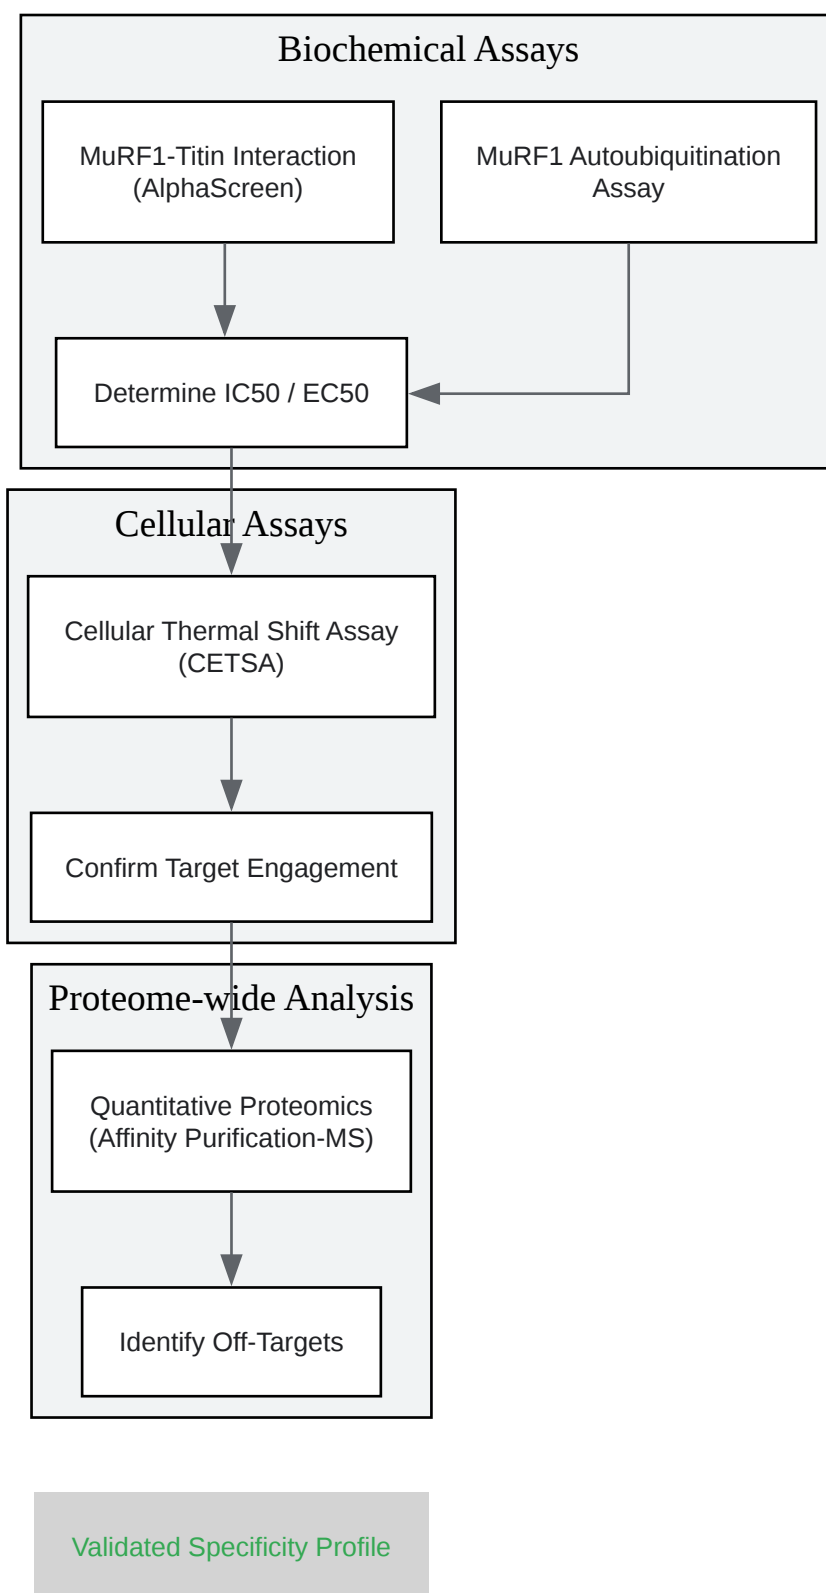 Biochemical Assays
MuRF1-Titin Interaction
(AlphaScreen)
MuRF1 Autoubiquitination
Assay
Determine IC50 / EC50
Cellular Assays
Cellular Thermal Shift Assay
(CETSA)
Confirm Target Engagement
Proteome-wide Analysis
Quantitative Proteomics
(Affinity Purification-MS)
Identify Off-Targets
Validated Specificity Profile